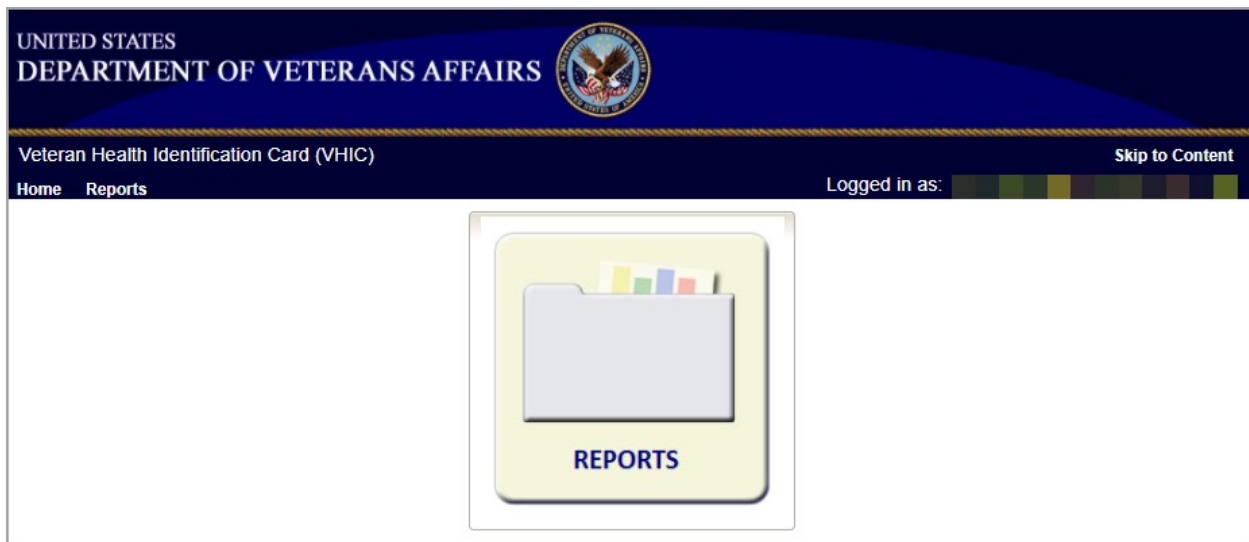 UNITED STATES
DEPARTMENT OF VETERANS AFFAIRS
Veteran Health Identification Card (VHIC)
Skip to Content
Home Reports
Logged in as:
REPORTS